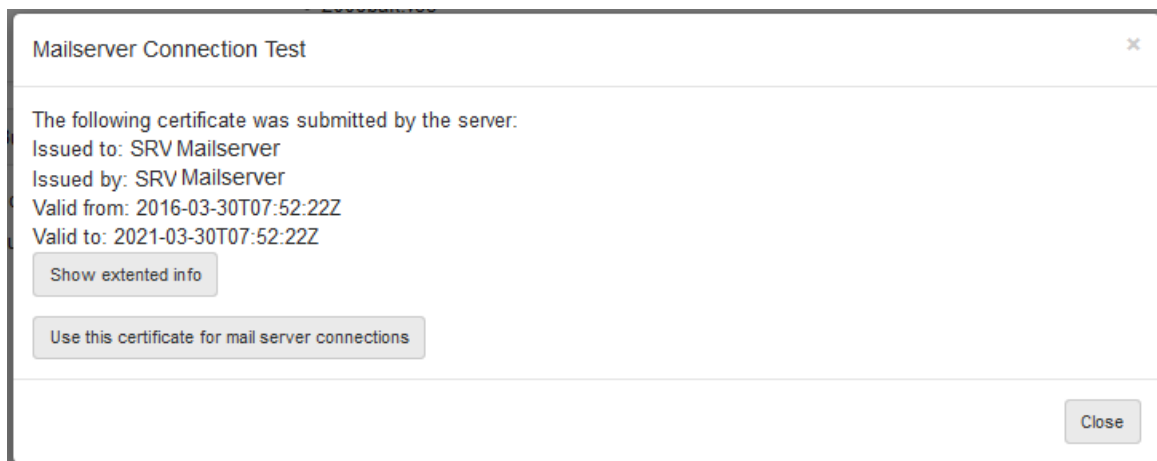 Mailserver Connection Test
×
The following certificate was submitted by the server:
Issued to: SRV Mailserver
Issued by: SRV Mailserver
Valid from: 2016-03-30T07:52:22Z
Valid to: 2021-03-30T07:52:22Z
Show extented info
Use this certificate for mail server connections
Close